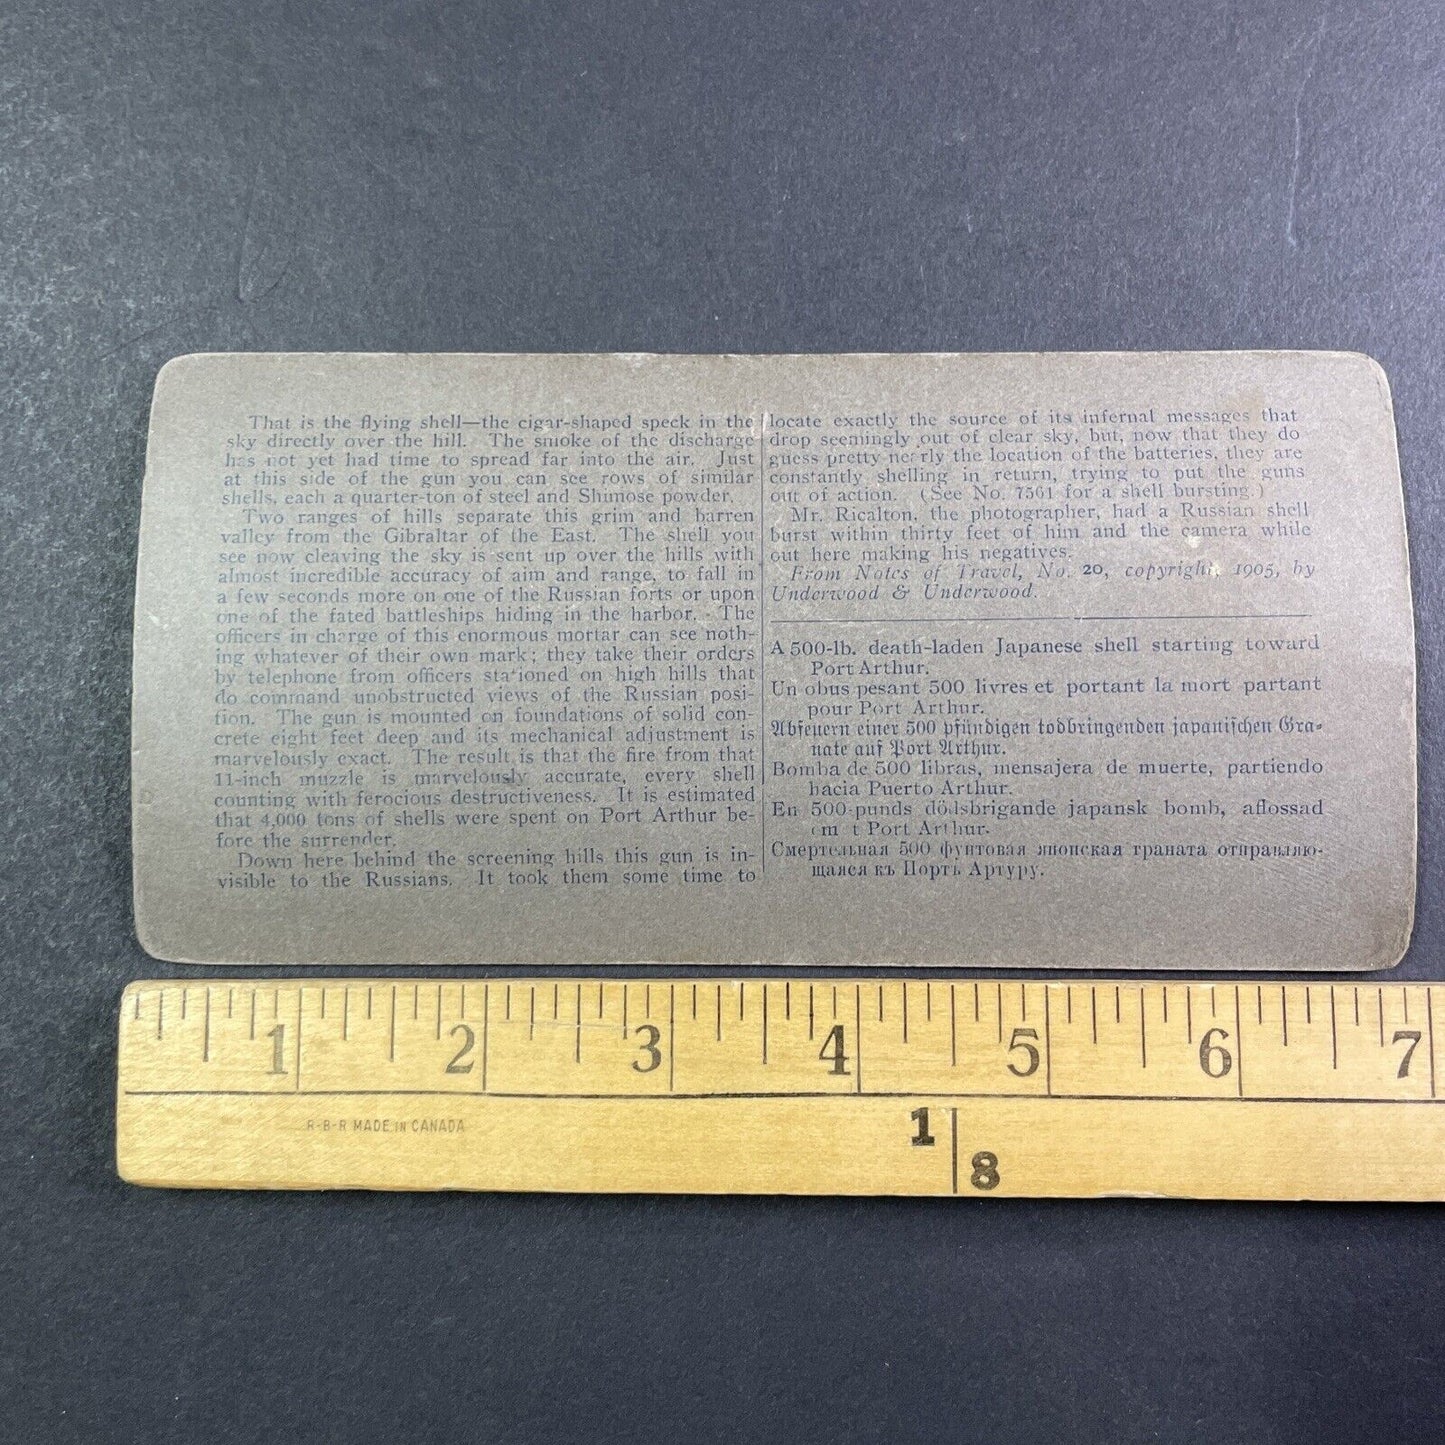 That is the flying shell—the cigar-shaped speck in the
sky directly over the hill. The smoke of the discharge
has not yet had time to spread far into the air. Just
at this side of the gun you can see rows of similar
shells, each a quarter-ton of steel and Shimose powder.
Two ranges of hills separate this grim and barren
valley from the Gibraltar of the East. The shell you
see now cleaving the sky is sent up over the hills with
almost incredible accuracy of aim and range, to fall in
a few seconds more on one of the Russian forts or upon
one of the fated battleships hiding in the harbor. The
officers in charge of this enormous mortar can see noth-
ing whatever of their own mark; they take their orders
by telephone from officers stationed on high hills that
do command unobstructed views of the Russian posi-
tion. The gun is mounted on foundations of solid con-
crete eight feet deep and its mechanical adjustment is
marvelously exact. The result is that the fire from that
11-inch muzzle is marvelously accurate, every shell
counting with ferocious destructiveness. It is estimated
that 4,000 tons of shells were spent on Port Arthur be-
fore the surrender.
Down here behind the screening hills this gun is in-
visible to the Russians. It took them some time to
locate exactly the source of its infernal messages that
drop seemingly out of clear sky, but, now that they do
guess pretty nearly the location of the batteries, they are
constantly shelling in return, trying to put the guns
out of action. (See No. 7561 for a shell bursting.)
Mr. Ricalton, the photographer, had a Russian shell
burst within thirty feet of him and the camera while
out here making his negatives.
From Notes of Travel, No. 20, copyright, 1905, by
Underwood & Underwood.
A 500-lb. death-laden Japanese shell starting toward
Port Arthur.
Un obus pesant 500 livres et portant la mort partant
pour Port Arthur.
Abfeuern einer 500 pfündigen todbringenden japanischen Gra-
nate auf Port Arthur.
Bomba de 500 libras, mensajera de muerte, partiendo
hacia Puerto Arthur.
En 500-punds dödsbrigande japansk bomb, aflossad
emot Port Arthur.
Смертельная 500 фунтовая японская граната отправляю-
щаяся къ Портъ Артуру.
1 2 3 4 5 6 7
R-B-R MADE IN CANADA
1 8